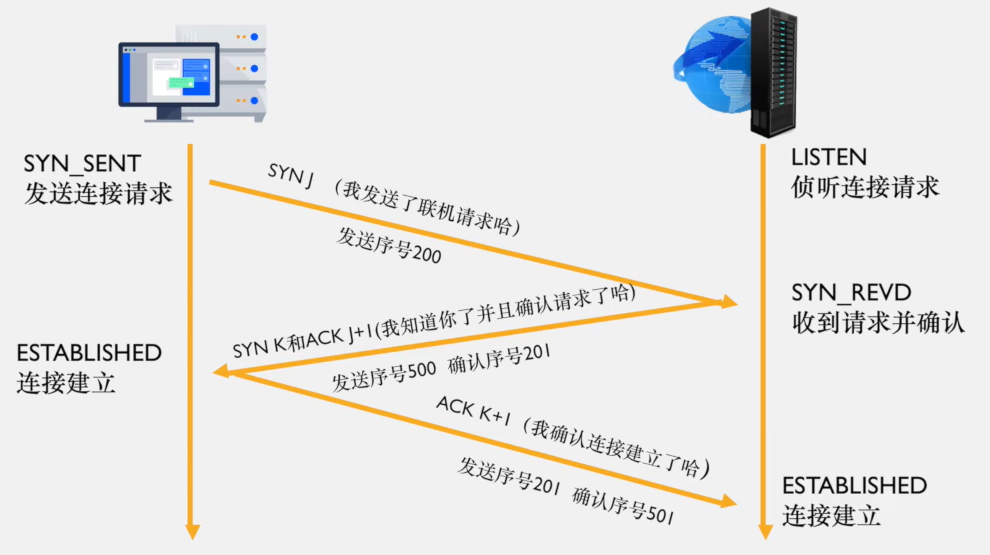 SYN_SENT
发送连接请求
LISTEN
侦听连接请求
SYN J （我发送了联机请求哈）
发送序号200
SYN_REVD
收到请求并确认
SYN K和ACK J+1(我知道你了并且确认请求了哈)
发送序号500 确认序号201
ESTABLISHED
连接建立
ACK K+1（我确认连接建立了哈）
发送序号201 确认序号501
ESTABLISHED
连接建立